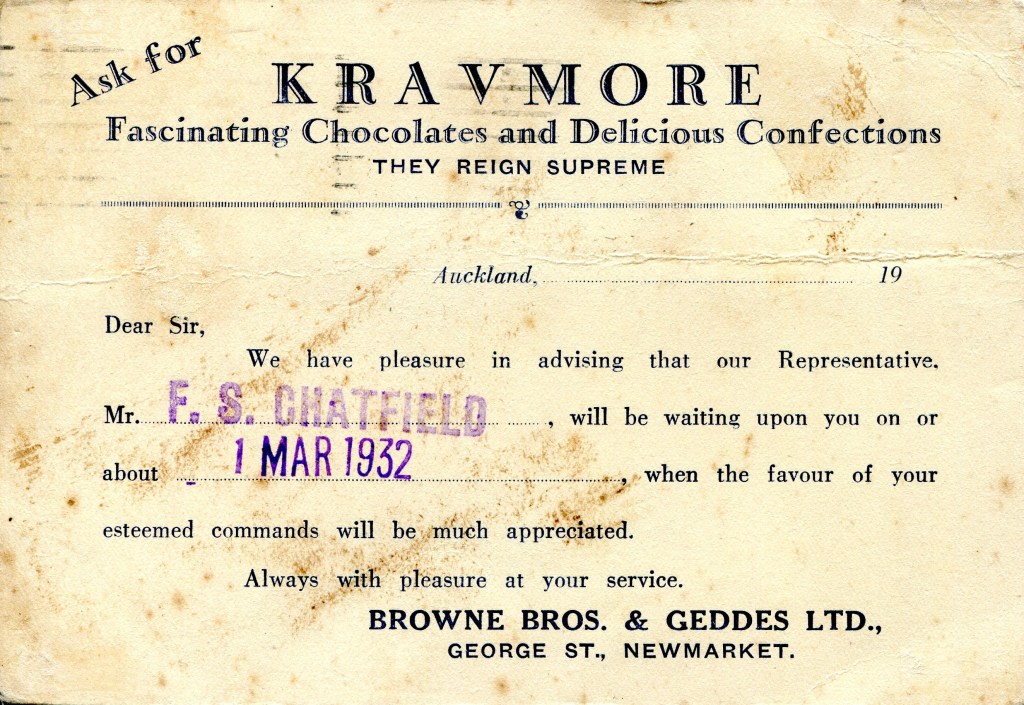 Ask for
KRAVMORE
Fascinating Chocolates and Delicious Confections
THEY REIGN SUPREME
Auckland, 19
Dear Sir,
We have pleasure in advising that our Representative.
Mr. F. S. CHATFIELD, will be waiting upon you on or
about 1 MAR 1932, when the favour of your
esteemed commands will be much appreciated.
Always with pleasure at your service.
BROWNE BROS. & GEDDES LTD.,
GEORGE ST., NEWMARKET.